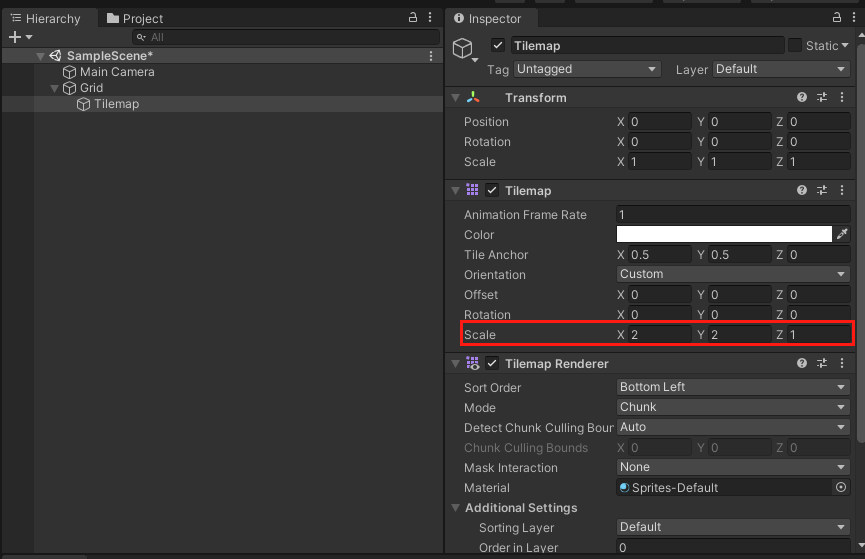 Hierarchy
Project
All
SampleScene*
Main Camera
Grid
Tilemap
Inspector
Tilemap Static
Tag Untagged Layer Default
Transform
Position X 0 Y 0 Z 0
Rotation X 0 Y 0 Z 0
Scale X 1 Y 1 Z 1
Tilemap
Animation Frame Rate 1
Color
Tile Anchor X 0.5 Y 0.5 Z 0
Orientation Custom
Offset X 0 Y 0 Z 0
Rotation X 0 Y 0 Z 0
Scale X 2 Y 2 Z 1
Tilemap Renderer
Sort Order Bottom Left
Mode Chunk
Detect Chunk Culling Boun Auto
Chunk Culling Bounds X 0 Y 0 Z 0
Mask Interaction None
Material Sprites-Default
Additional Settings
Sorting Layer Default
Order in Layer 0